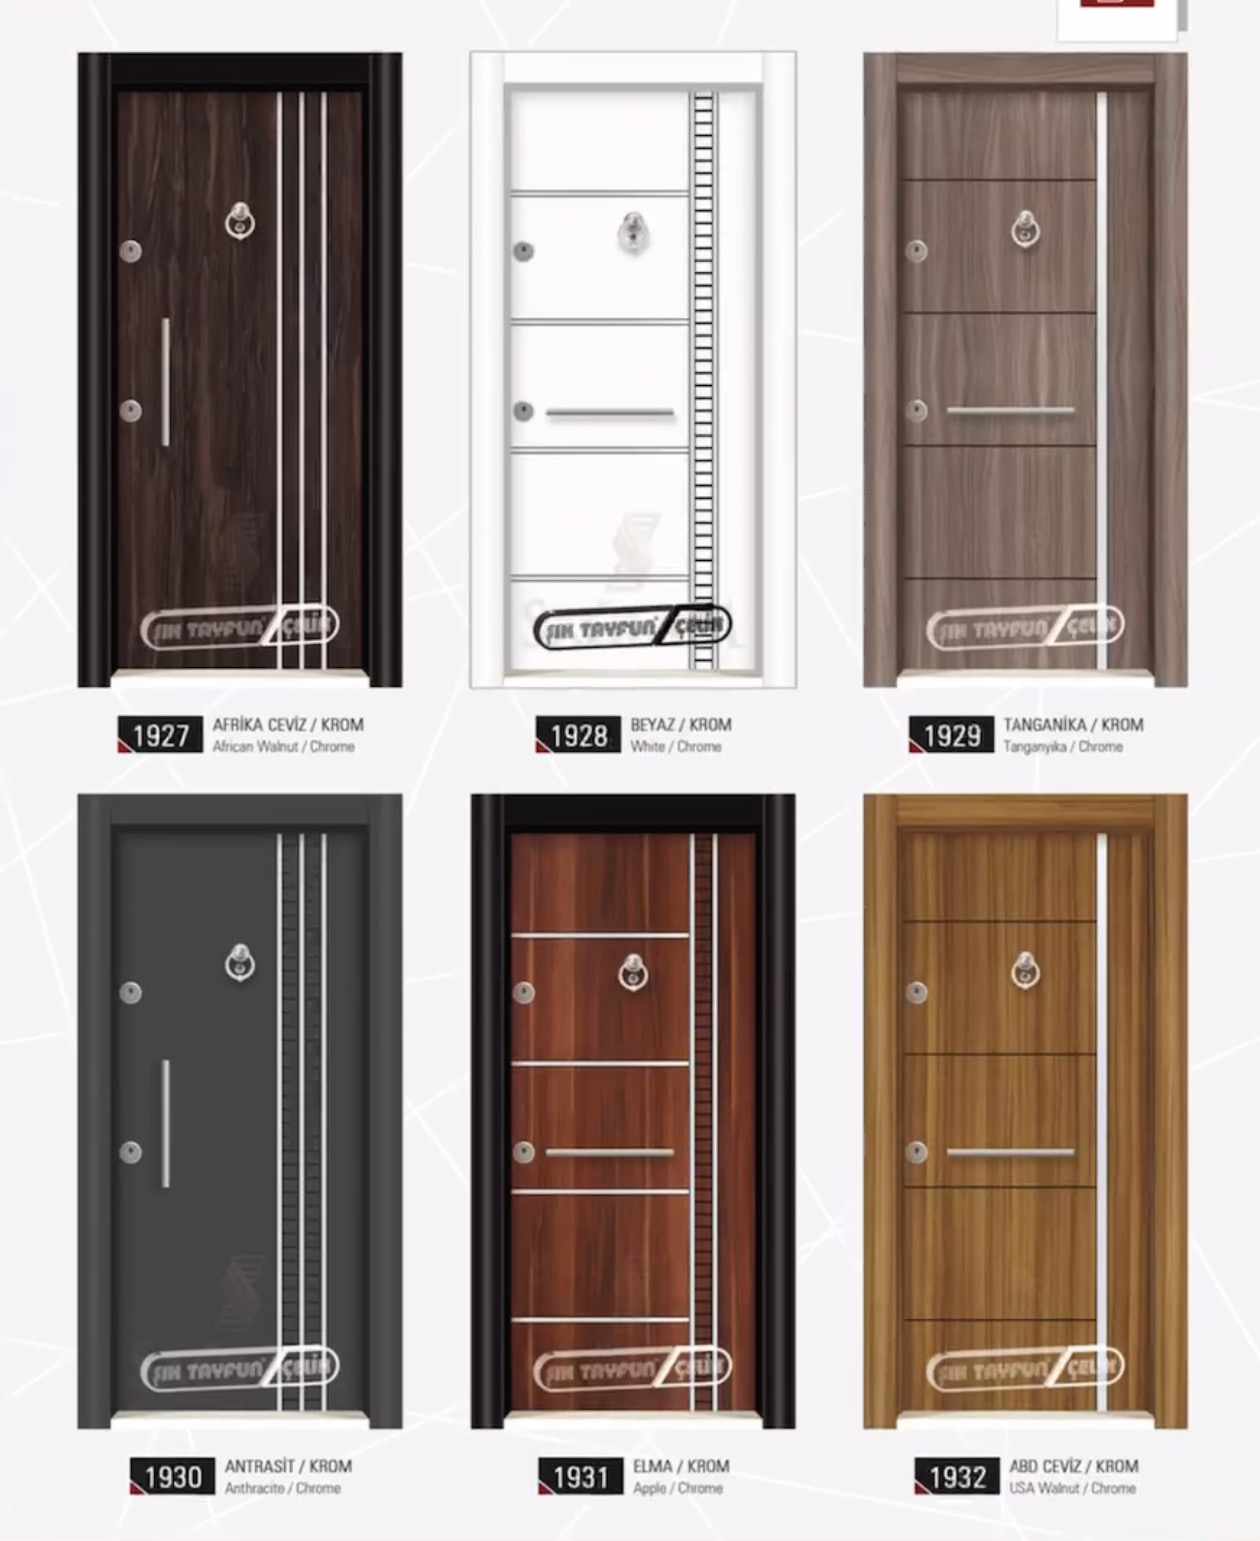 ŞIK TAYFUN ÇELİK
ŞIK TAYFUN ÇELİK
ŞIK TAYFUN ÇELİK
1927 AFRİKA CEVİZ / KROM
African Walnut / Chrome
1928 BEYAZ / KROM
White / Chrome
1929 TANGANİKA / KROM
Tanganyika / Chrome
ŞIK TAYFUN ÇELİK
ŞIK TAYFUN ÇELİK
ŞIK TAYFUN ÇELİK
1930 ANTRASİT / KROM
Anthracite / Chrome
1931 ELMA / KROM
Apple / Chrome
1932 ABD CEVİZ / KROM
USA Walnut / Chrome